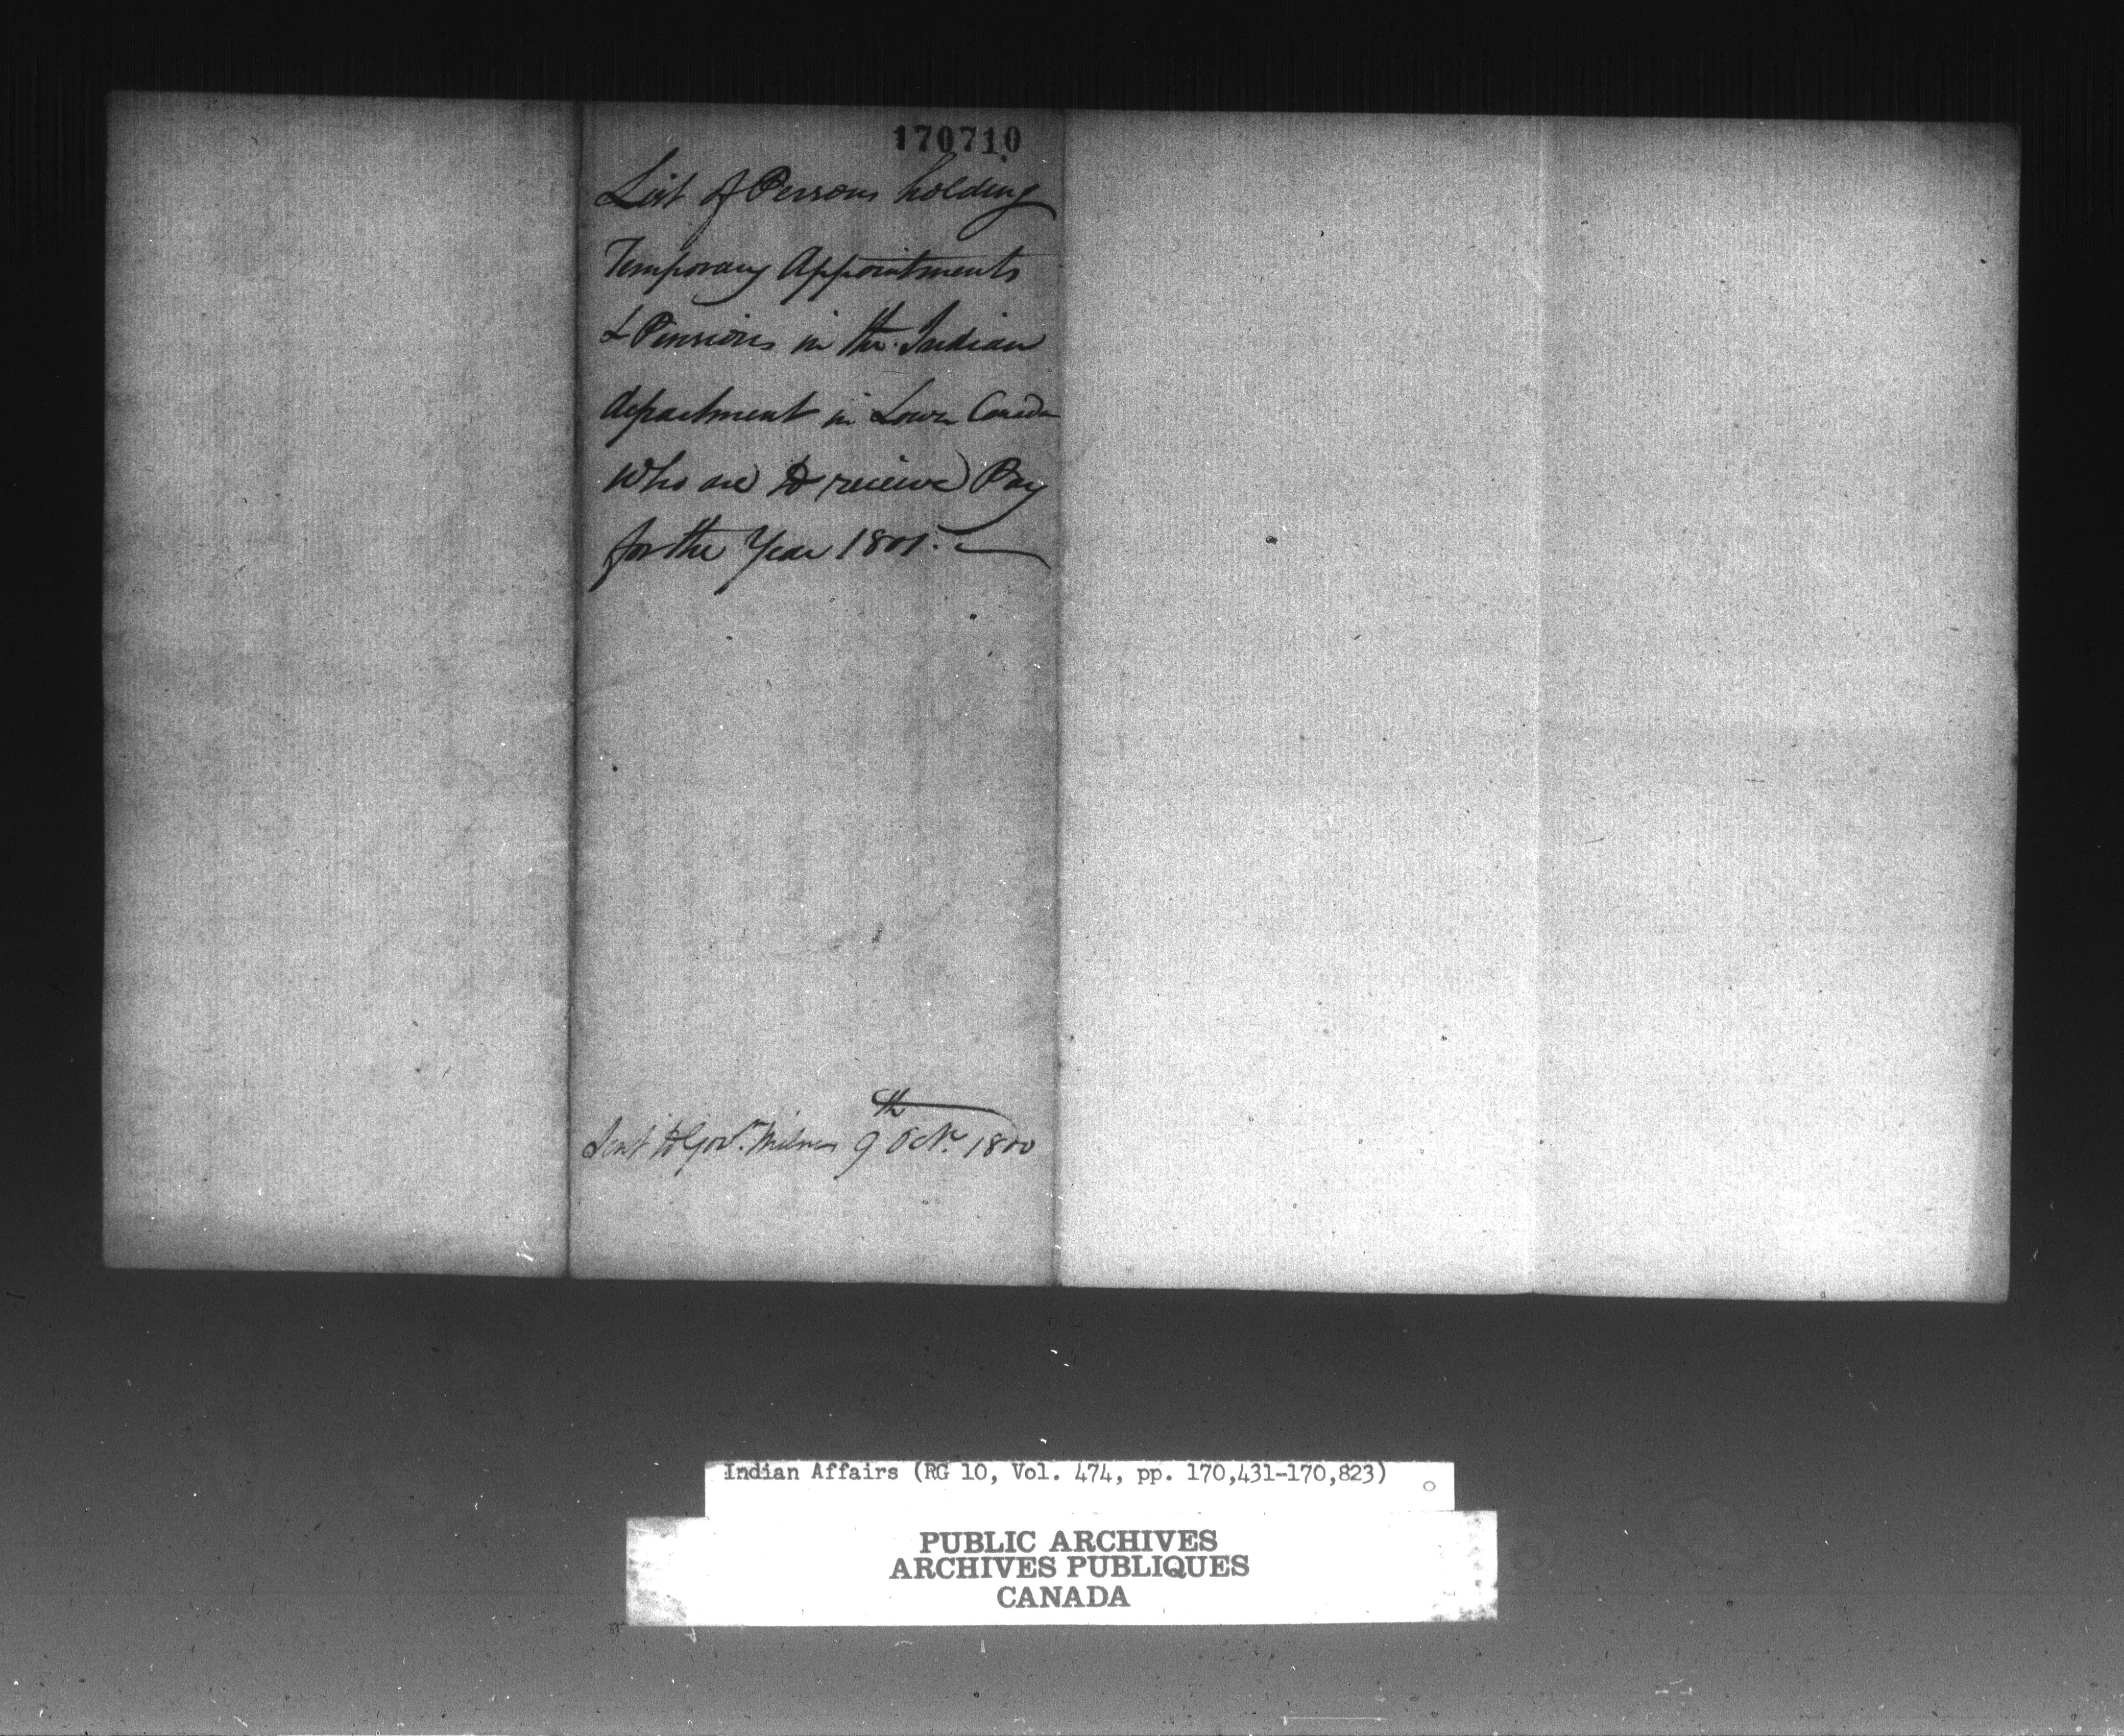 170710
List of Persons holding
Temporary Appointments
& Pensions in the Indian
department in Lower Canada
who are to receive Pay
for the Year 1801.
Sent to Govr. Milnes 9th Octr. 1800
Indian Affairs (RG 10, Vol. 474, pp. 170,431-170,823)
PUBLIC ARCHIVES
ARCHIVES PUBLIQUES
CANADA